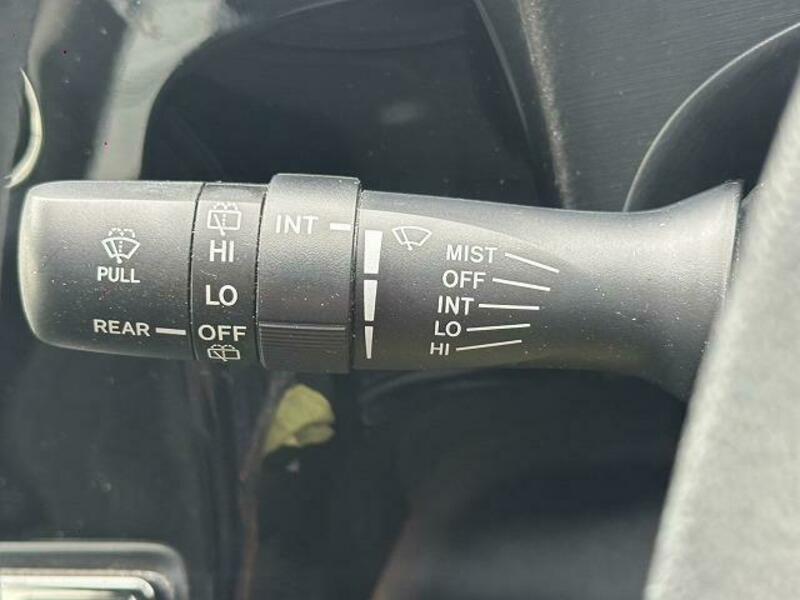 PULL
REAR
HI
LO
OFF
INT
MIST
OFF
INT
LO
HI